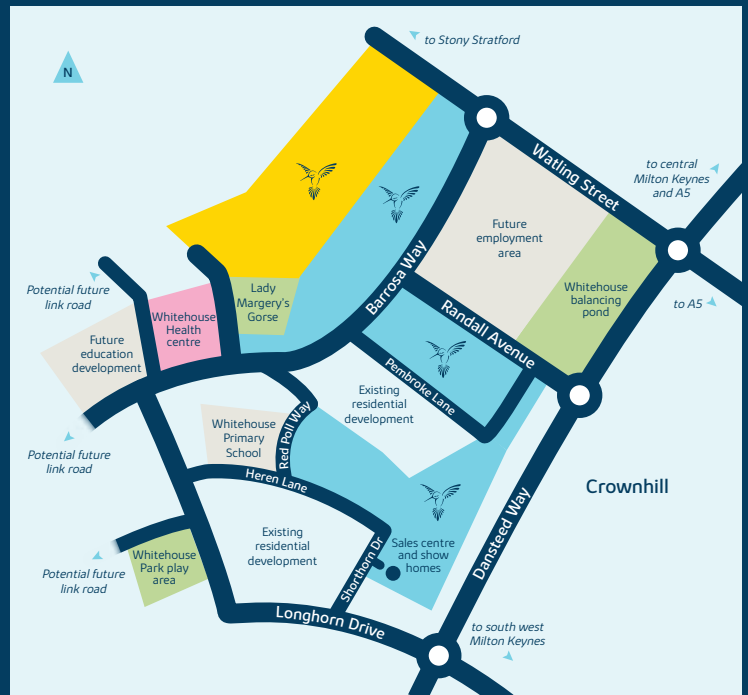 to Stony Stratford
N
Watling Street
to central
Milton Keynes
and A5
Future
employment
area
Barrosa Way
Whitehouse
balancing
pond
Lady
Margery's
Gorse
Potential future
link road
Whitehouse
Health
centre
Randall Avenue
to A5
Future
education
development
Pembroke Lane
Existing
residential
development
Whitehouse
Primary
School
Red Poll Way
Potential future
link road
Heren Lane
Crownhill
Dansteed Way
Existing
residential
development
Sales centre
and show
homes
Shorthorn Dr
Whitehouse
Park play
area
Potential future
link road
Longhorn Drive
to south west
Milton Keynes